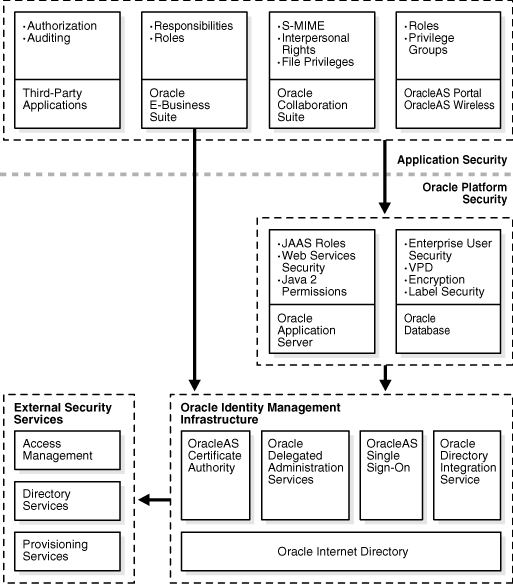 ·Authorization
·Auditing
Third-Party
Applications
·Responsibilities
·Roles
Oracle
E-Business
Suite
·S-MIME
·Interpersonal
Rights
·File Privileges
Oracle
Collaboration
Suite
·Roles
·Privilege
Groups
OracleAS Portal
OracleAS Wireless
Application Security
Oracle Platform
Security
·JAAS Roles
·Web Services
Security
·Java 2
Permissions
Oracle
Application
Server
·Enterprise User
Security
·VPD
·Encryption
·Label Security
Oracle
Database
External Security
Services
Access
Management
Directory
Services
Provisioning
Services
Oracle Identity Management
Infrastructure
OracleAS
Certificate
Authority
Oracle
Delegated
Administration
Services
OracleAS
Single
Sign-On
Oracle
Directory
Integration
Service
Oracle Internet Directory